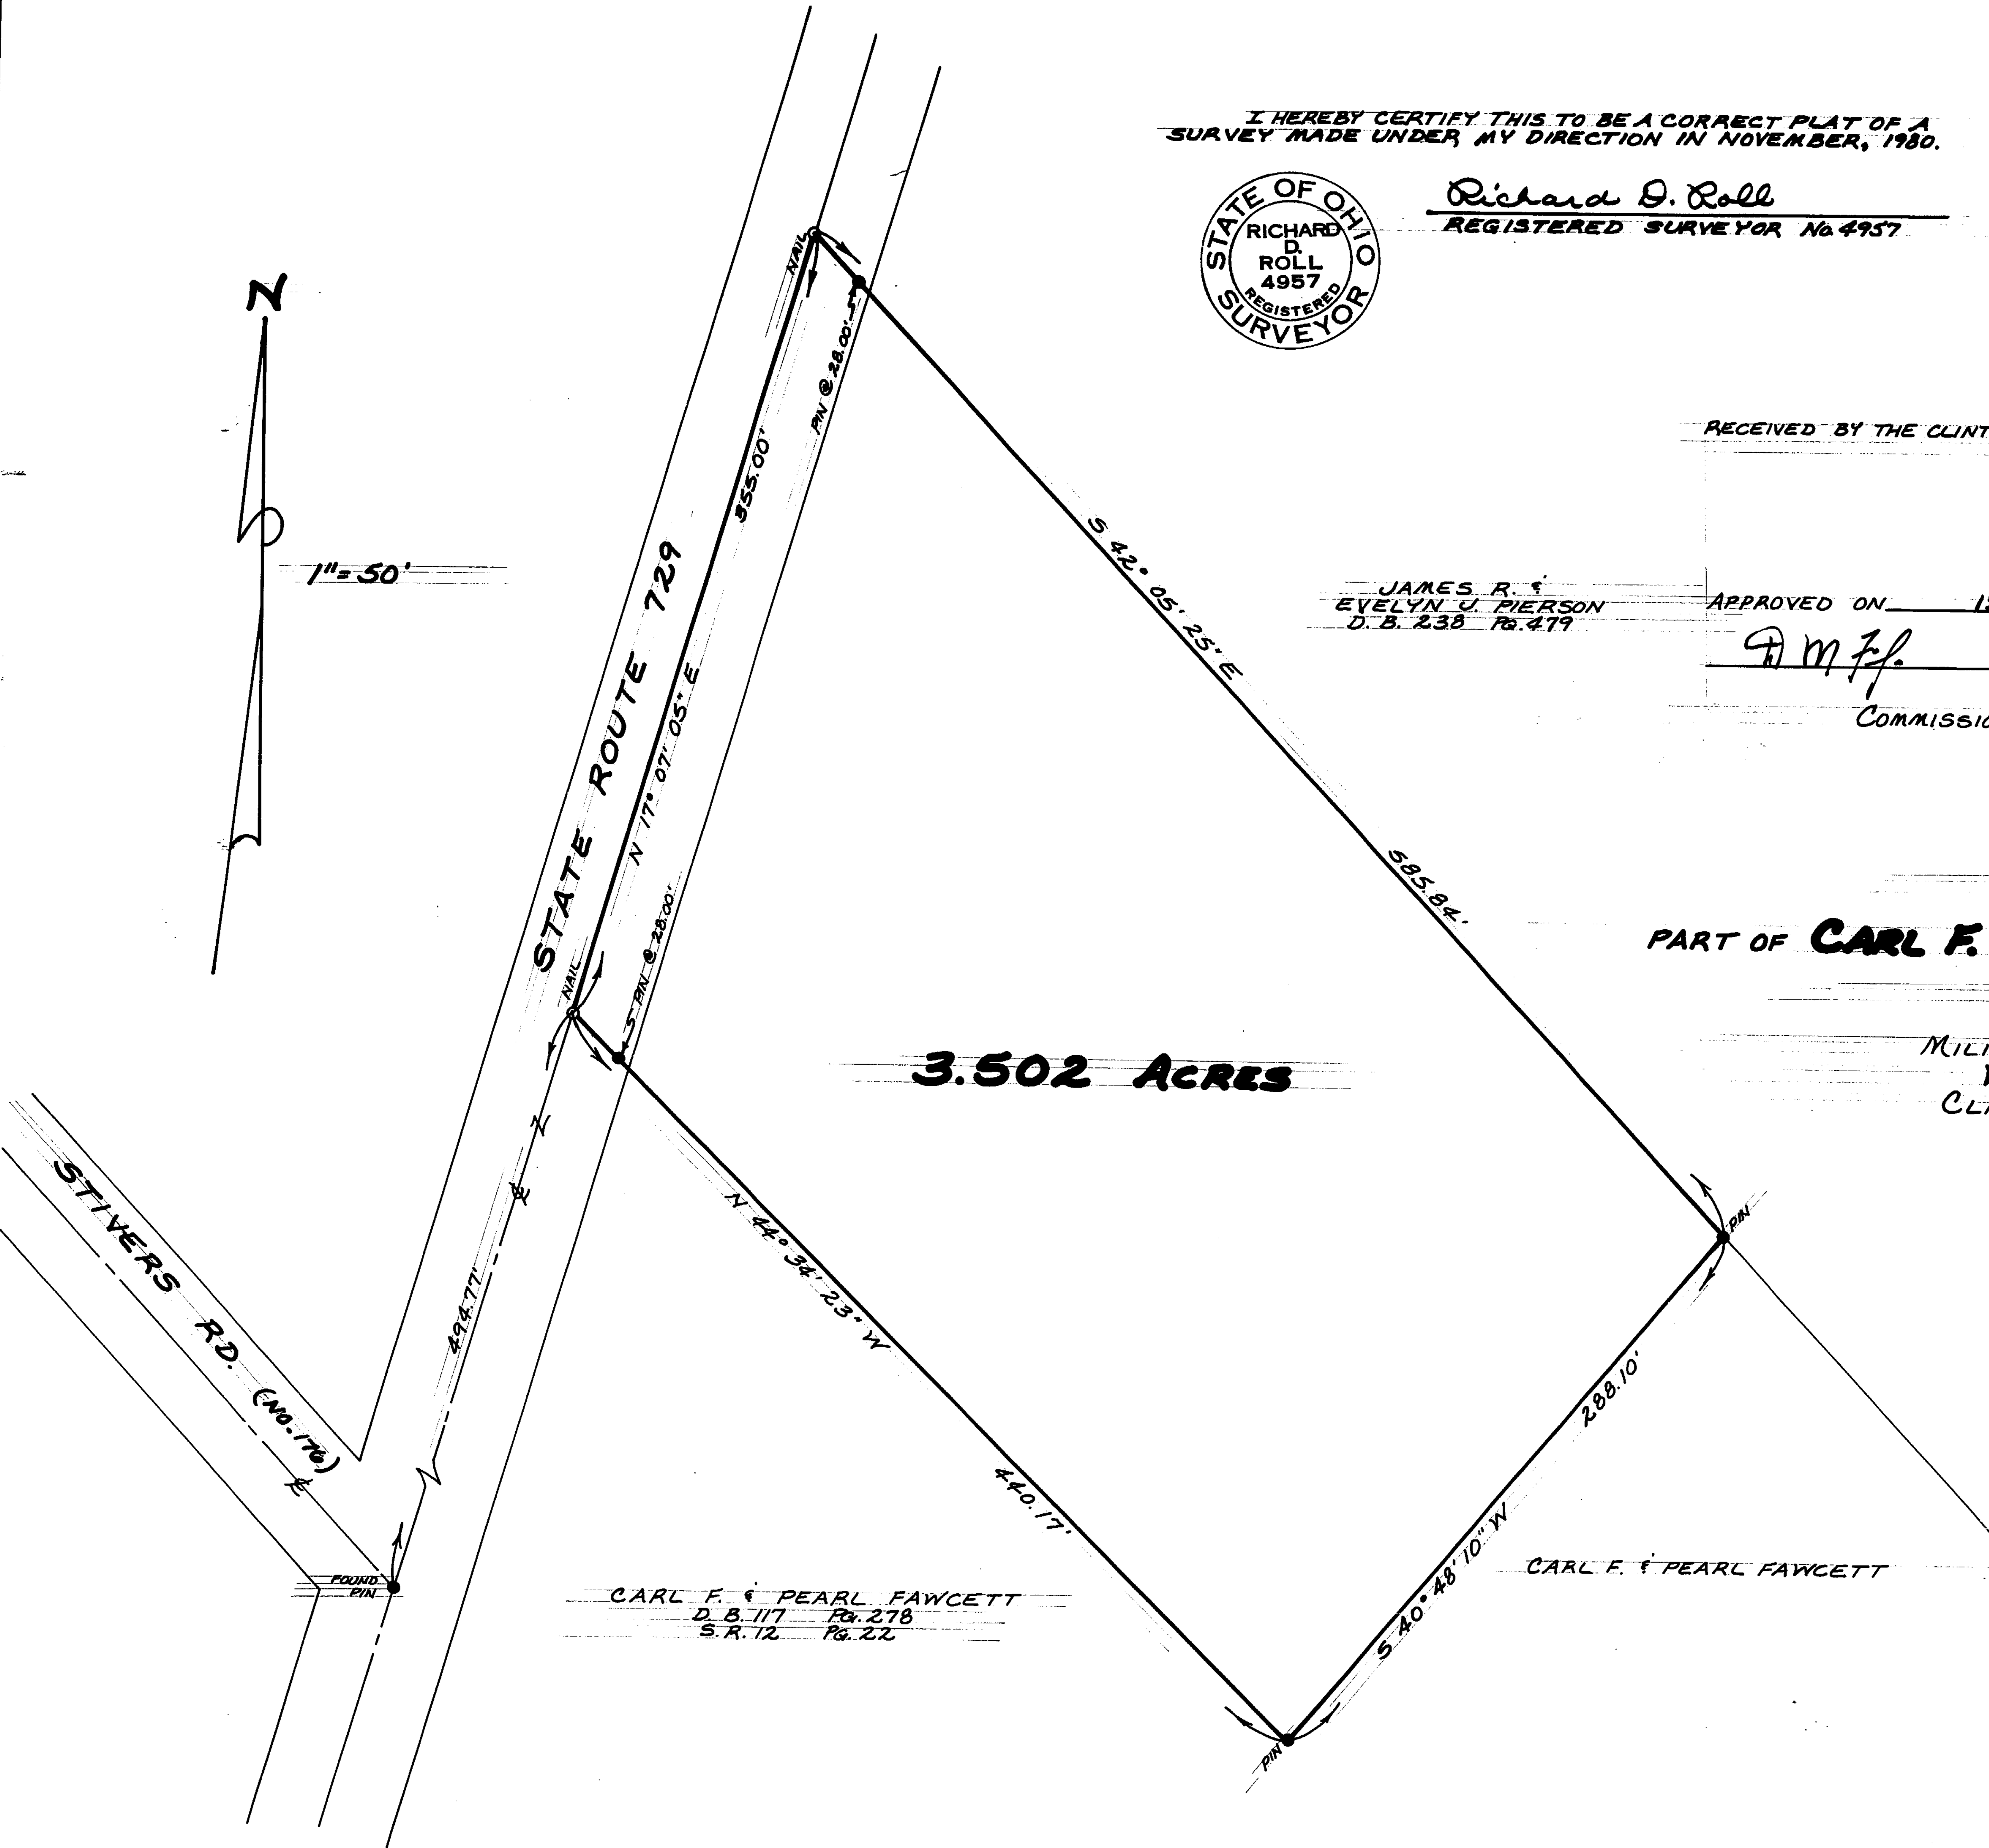 I HEREBY CERTIFY THIS TO BE A CORRECT PLAT OF A
SURVEY MADE UNDER MY DIRECTION IN NOVEMBER, 1980.
Richard D. Roll
REGISTERED SURVEYOR No. 4957
STATE OF OHIO
RICHARD
D.
ROLL
4957
REGISTERED
SURVEYOR
N
1" = 50'
NAIL
PIN @ 28.00'
355.00'
N 17° 07' 05" E
STATE ROUTE 729
S 42° 05' 25" E
585.84'
RECEIVED BY THE CLINT
JAMES R. &
EVELYN J. PIERSON
D. B. 238 PG. 479
APPROVED ON
COMMISSIO
PART OF CARL F.
MILI
CLA
NAIL
PIN @ 28.00'
3.502 ACRES
STIVERS RD. (NO. 176)
℄
℄
494.77'
N 44° 34' 23" W
440.17'
PIN
288.10'
S 40° 48' 10" W
FOUND
PIN
CARL F. & PEARL FAWCETT
D. B. 117 PG. 278
S. R. 12 PG. 22
CARL F. & PEARL FAWCETT
PIN